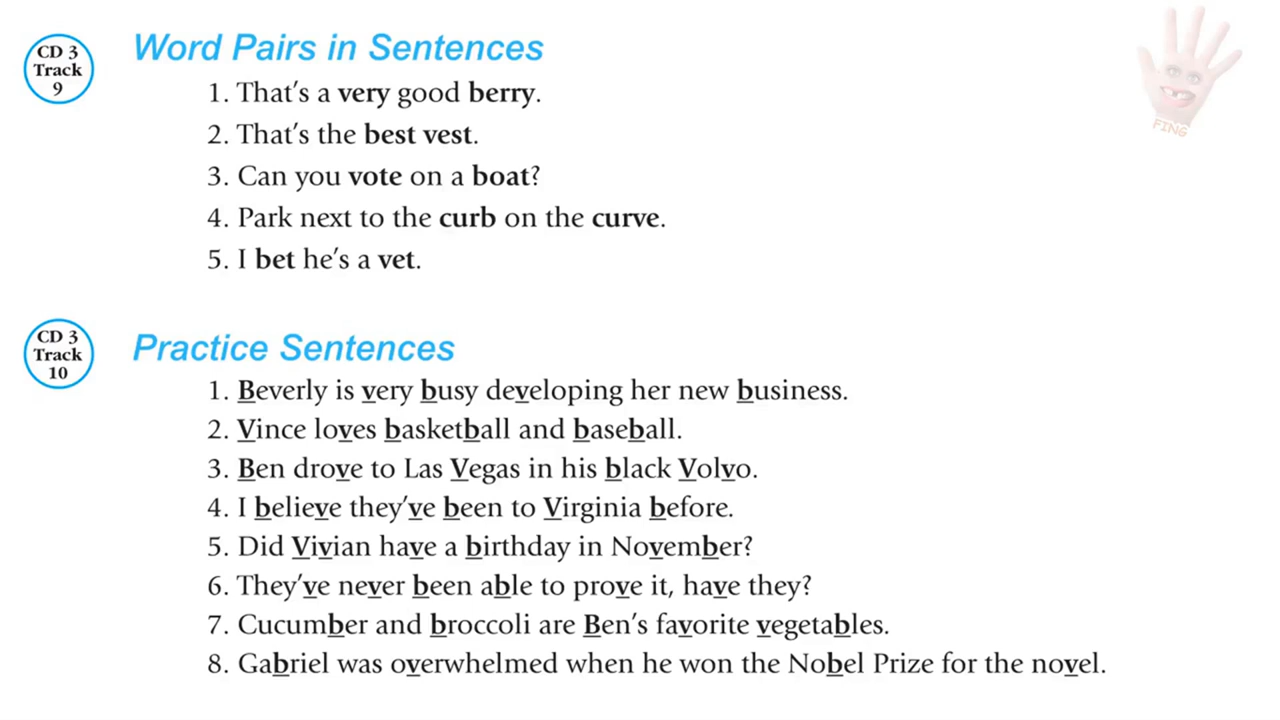 CD 3
Track
9
Word Pairs in Sentences
1. That's a very good berry.
2. That's the best vest.
3. Can you vote on a boat?
4. Park next to the curb on the curve.
5. I bet he's a vet.
FING
CD 3
Track
10
Practice Sentences
1. Beverly is very busy developing her new business.
2. Vince loves basketball and baseball.
3. Ben drove to Las Vegas in his black Volvo.
4. I believe they've been to Virginia before.
5. Did Vivian have a birthday in November?
6. They've never been able to prove it, have they?
7. Cucumber and broccoli are Ben's favorite vegetables.
8. Gabriel was overwhelmed when he won the Nobel Prize for the novel.